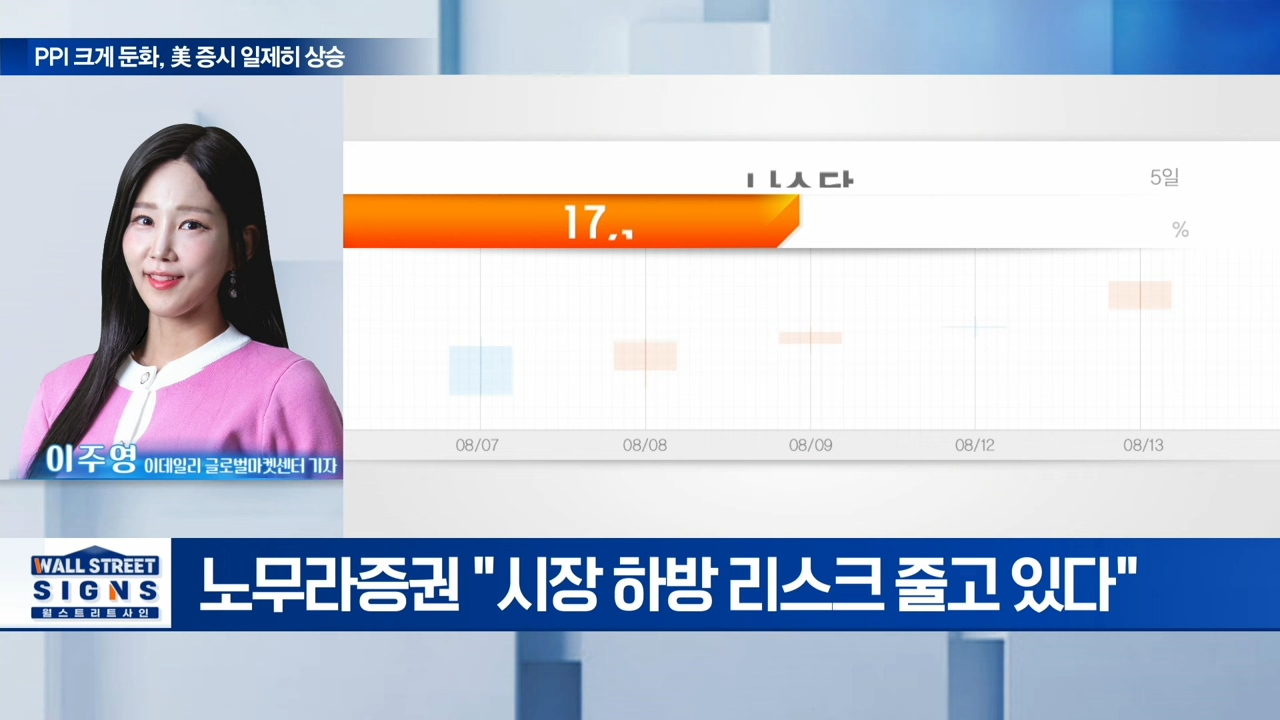 PPI 크게 둔화, 美 증시 일제히 상승
5일
%
08/07 08/08 08/09 08/12 08/13
이주영 이데일리 글로벌마켓센터 기자
WALL STREET
SIGNS
월스트리트사인
노무라증권 "시장 하방 리스크 줄고 있다"